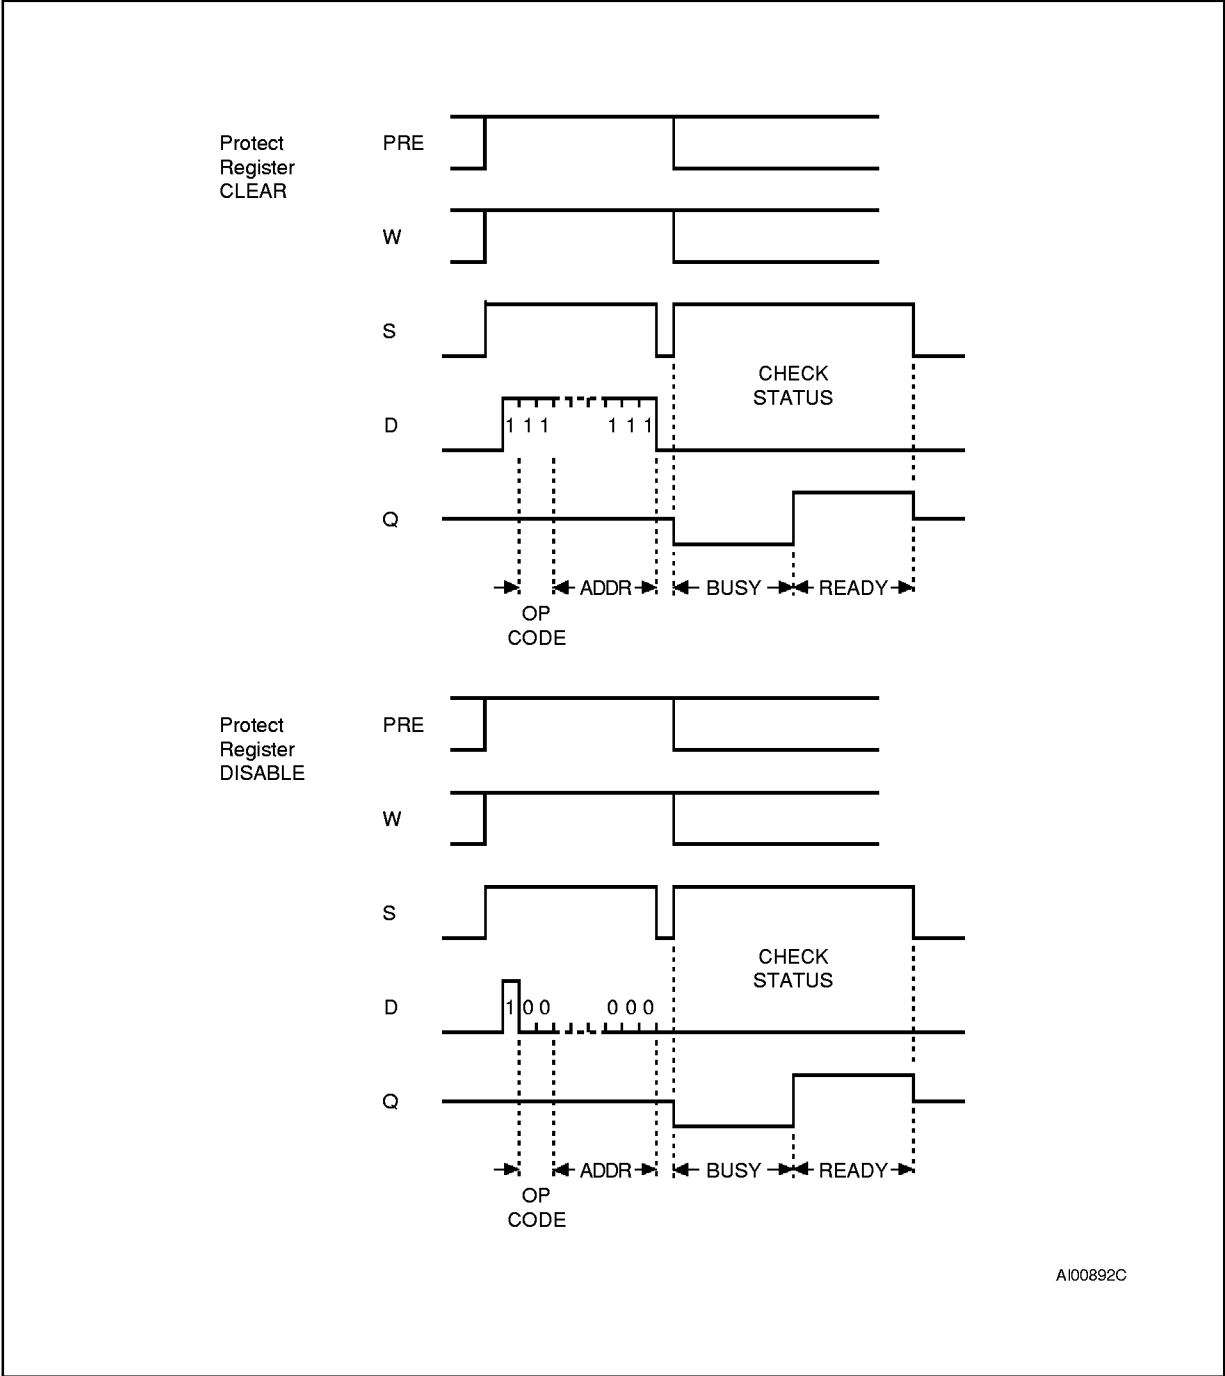 Protect
Register
CLEAR
PRE
W
S
CHECK
STATUS
D
1 1 1 1 1 1
Q
ADDR BUSY READY
OP
CODE
Protect
Register
DISABLE
PRE
W
S
CHECK
STATUS
D
1 0 0 0 0 0
Q
ADDR BUSY READY
OP
CODE
AI00892C